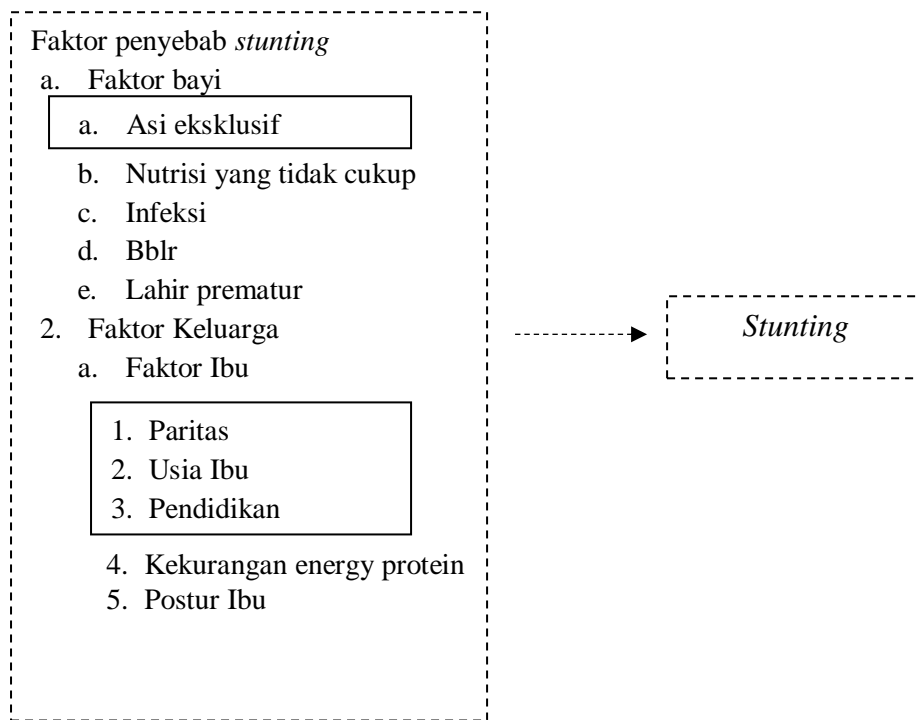 Faktor penyebab stunting
a. Faktor bayi
a. Asi eksklusif
b. Nutrisi yang tidak cukup
c. Infeksi
d. Bblr
e. Lahir prematur
2. Faktor Keluarga
a. Faktor Ibu
1. Paritas
2. Usia Ibu
3. Pendidikan
4. Kekurangan energy protein
5. Postur Ibu
Stunting